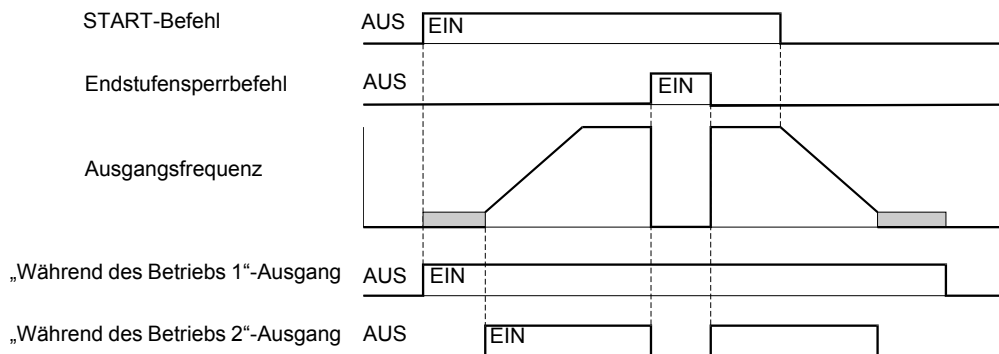 START-Befehl AUS EIN
Endstufensperrbefehl AUS EIN
Ausgangsfrequenz
„Während des Betriebs 1“-Ausgang AUS EIN
„Während des Betriebs 2“-Ausgang AUS EIN